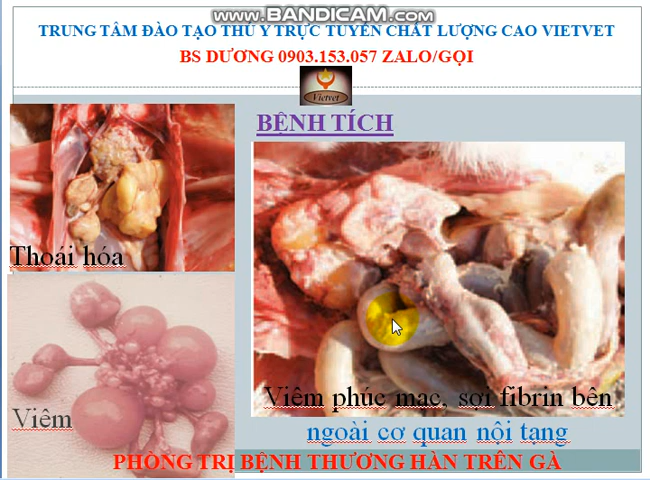 www.BANDICAM.com
TRUNG TÂM ĐÀO TẠO THÚ Y TRỰC TUYẾN CHẤT LƯỢNG CAO VIETVET
BS DƯƠNG 0903.153.057 ZALO/GỌI
Vietvet
BỆNH TÍCH
Thoái hóa
Viêm
Viêm phúc mạc, sơi fibrin bên
ngoài cơ quan nội tạng
PHÒNG TRỊ BỆNH THƯƠNG HÀN TRÊN GÀ